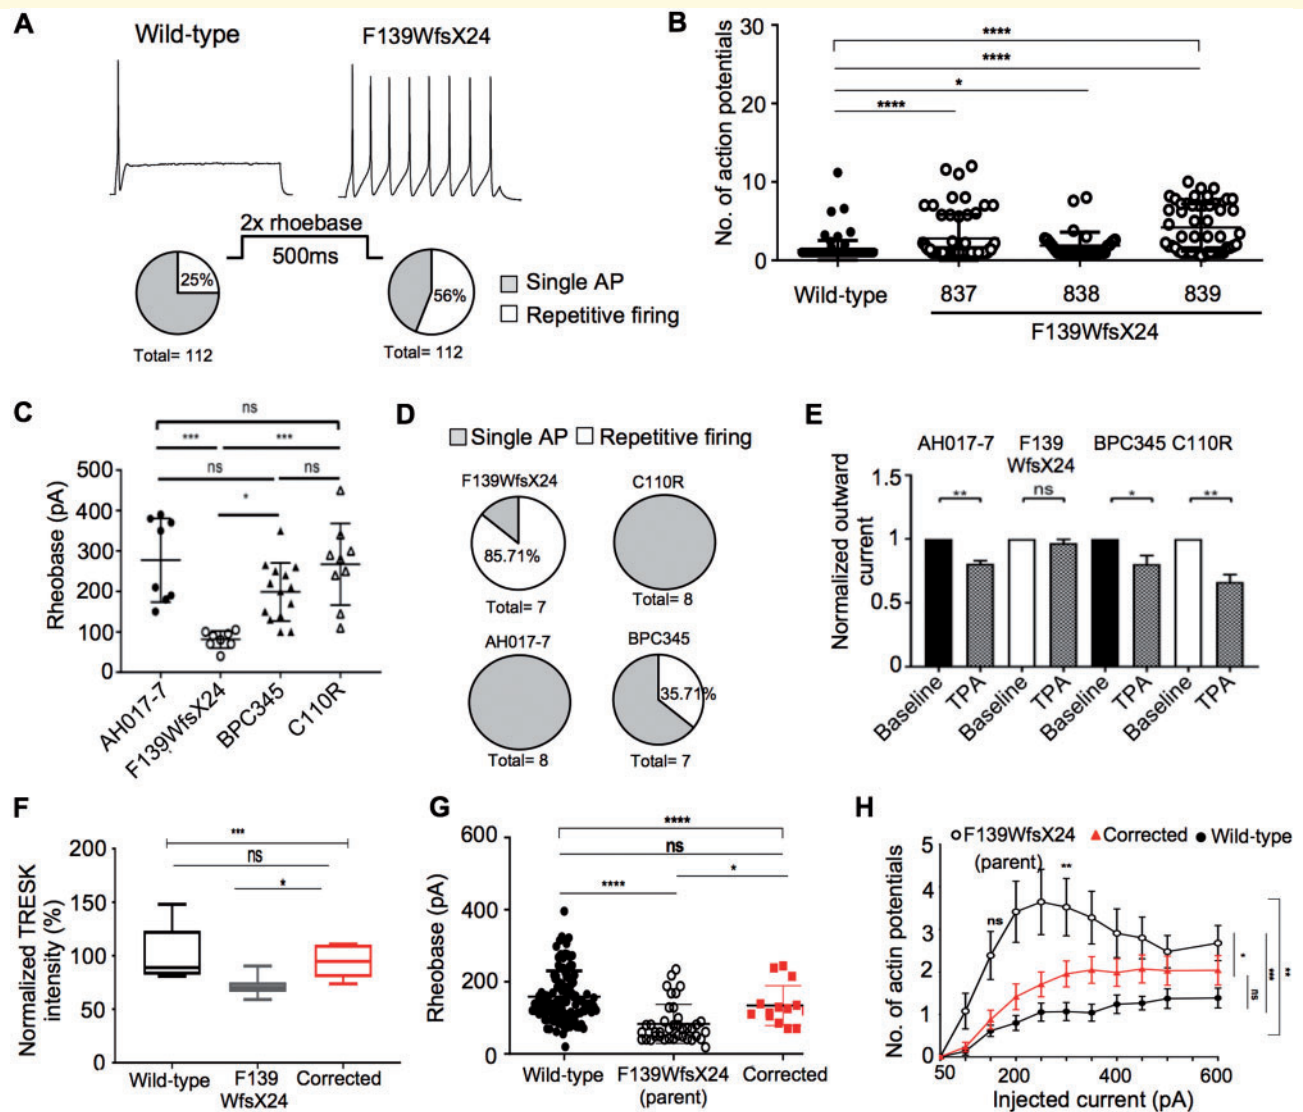 A
Wild-type
F139WfsX24
2x rhoebase
500ms
25%
56%
Single AP
Repetitive firing
Total= 112
Total= 112
B
No. of action potentials
30
20
10
0
****
****
*
****
Wild-type
837
838
839
F139WfsX24
C
ns
***
***
ns
ns
*
Rheobase (pA)
500
400
300
200
100
0
AH017-7
F139WfsX24
BPC345
C110R
D
Single AP
Repetitive firing
F139WfsX24
C110R
85.71%
Total= 7
Total= 8
AH017-7
BPC345
35.71%
Total= 8
Total= 7
E
AH017-7
F139
WfsX24
BPC345
C110R
Normalized outward
current
1.5
1
0.5
0
**
ns
*
**
Baseline
TPA
Baseline
TPA
Baseline
TPA
Baseline
TPA
F
Normalized TRESK
intensity (%)
200
150
100
50
0
***
ns
*
Wild-type
F139
WfsX24
Corrected
G
Rheobase (pA)
600
400
200
0
****
ns
****
*
Wild-type
F139WfsX24
(parent)
Corrected
H
F139WfsX24
(parent)
Corrected
Wild-type
No. of actin potentials
5
4
3
2
1
0
ns
**
*
ns
***
**
50
200
400
600
Injected current (pA)